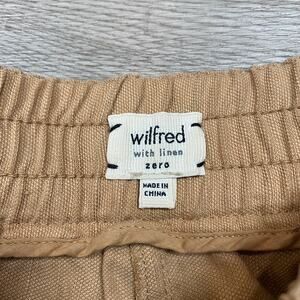 wilfred
with linen
zero
MADE IN
CHINA